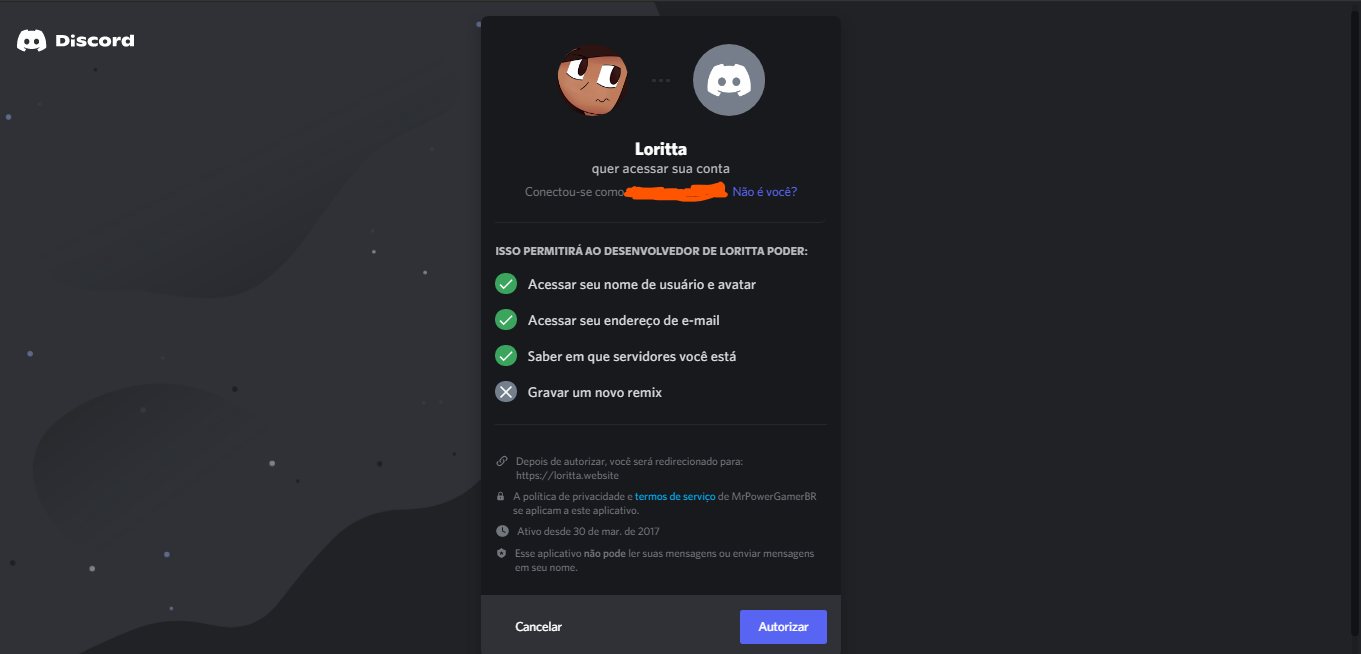 Discord
Loritta
quer acessar sua conta
Conectou-se como Não é você?
ISSO PERMITIRÁ AO DESENVOLVEDOR DE LORITTA PODER:
Acessar seu nome de usuário e avatar
Acessar seu endereço de e-mail
Saber em que servidores você está
Gravar um novo remix
Depois de autorizar, você será redirecionado para:
https://loritta.website
A política de privacidade e termos de serviço de MrPowerGamerBR
se aplicam a este aplicativo.
Ativo desde 30 de mar. de 2017
Esse aplicativo não pode ler suas mensagens ou enviar mensagens
em seu nome.
Cancelar
Autorizar